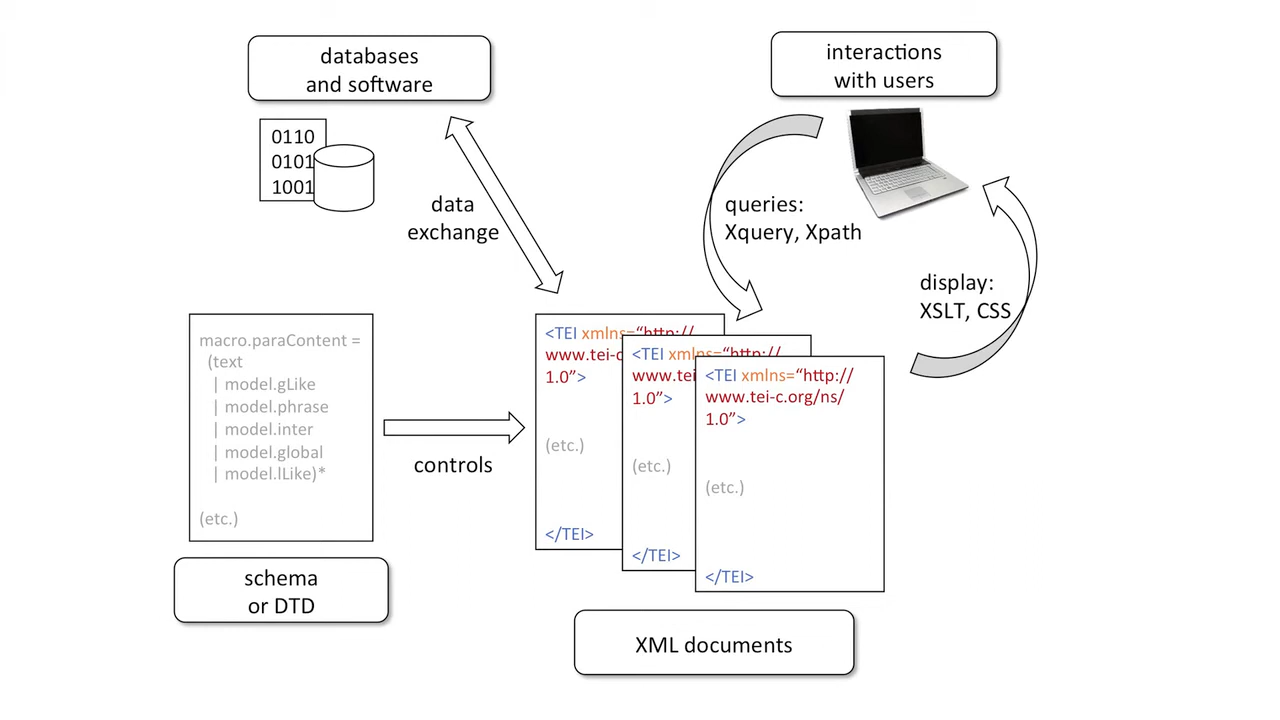 databases
and software
interactions
with users
0110
0101
1001
data
exchange
queries:
Xquery, Xpath
display:
XSLT, CSS
macro.paraContent =
(text
| model.gLike
| model.phrase
| model.inter
| model.global
| model.lLike)*
(etc.)
controls
schema
or DTD
<TEI xmlns=“http://
www.tei-c
1.0”>
(etc.)
</TEI>
<TEI xmlns=“http://
www.tei
1.0”>
(etc.)
</TEI>
<TEI xmlns=“http://
www.tei-c.org/ns/
1.0”>
(etc.)
</TEI>
XML documents